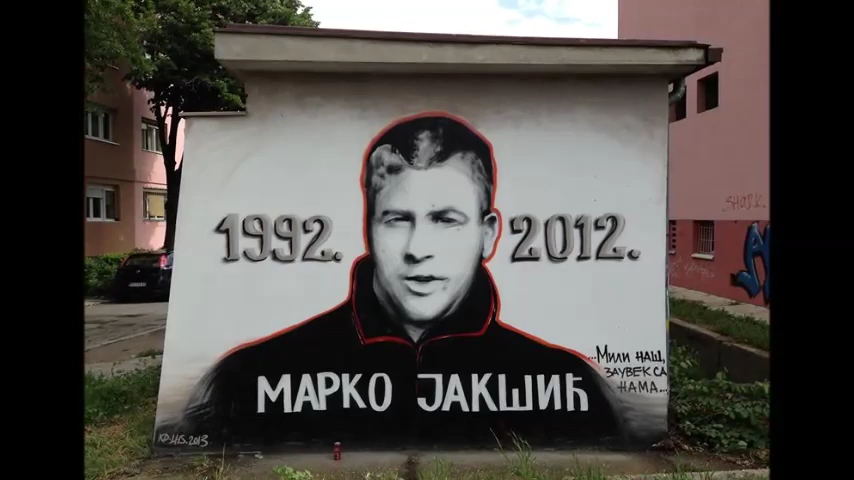 1992. 2012.
...Мили наш,
заувек са
нама...
МАРКО ЈАКШИЋ